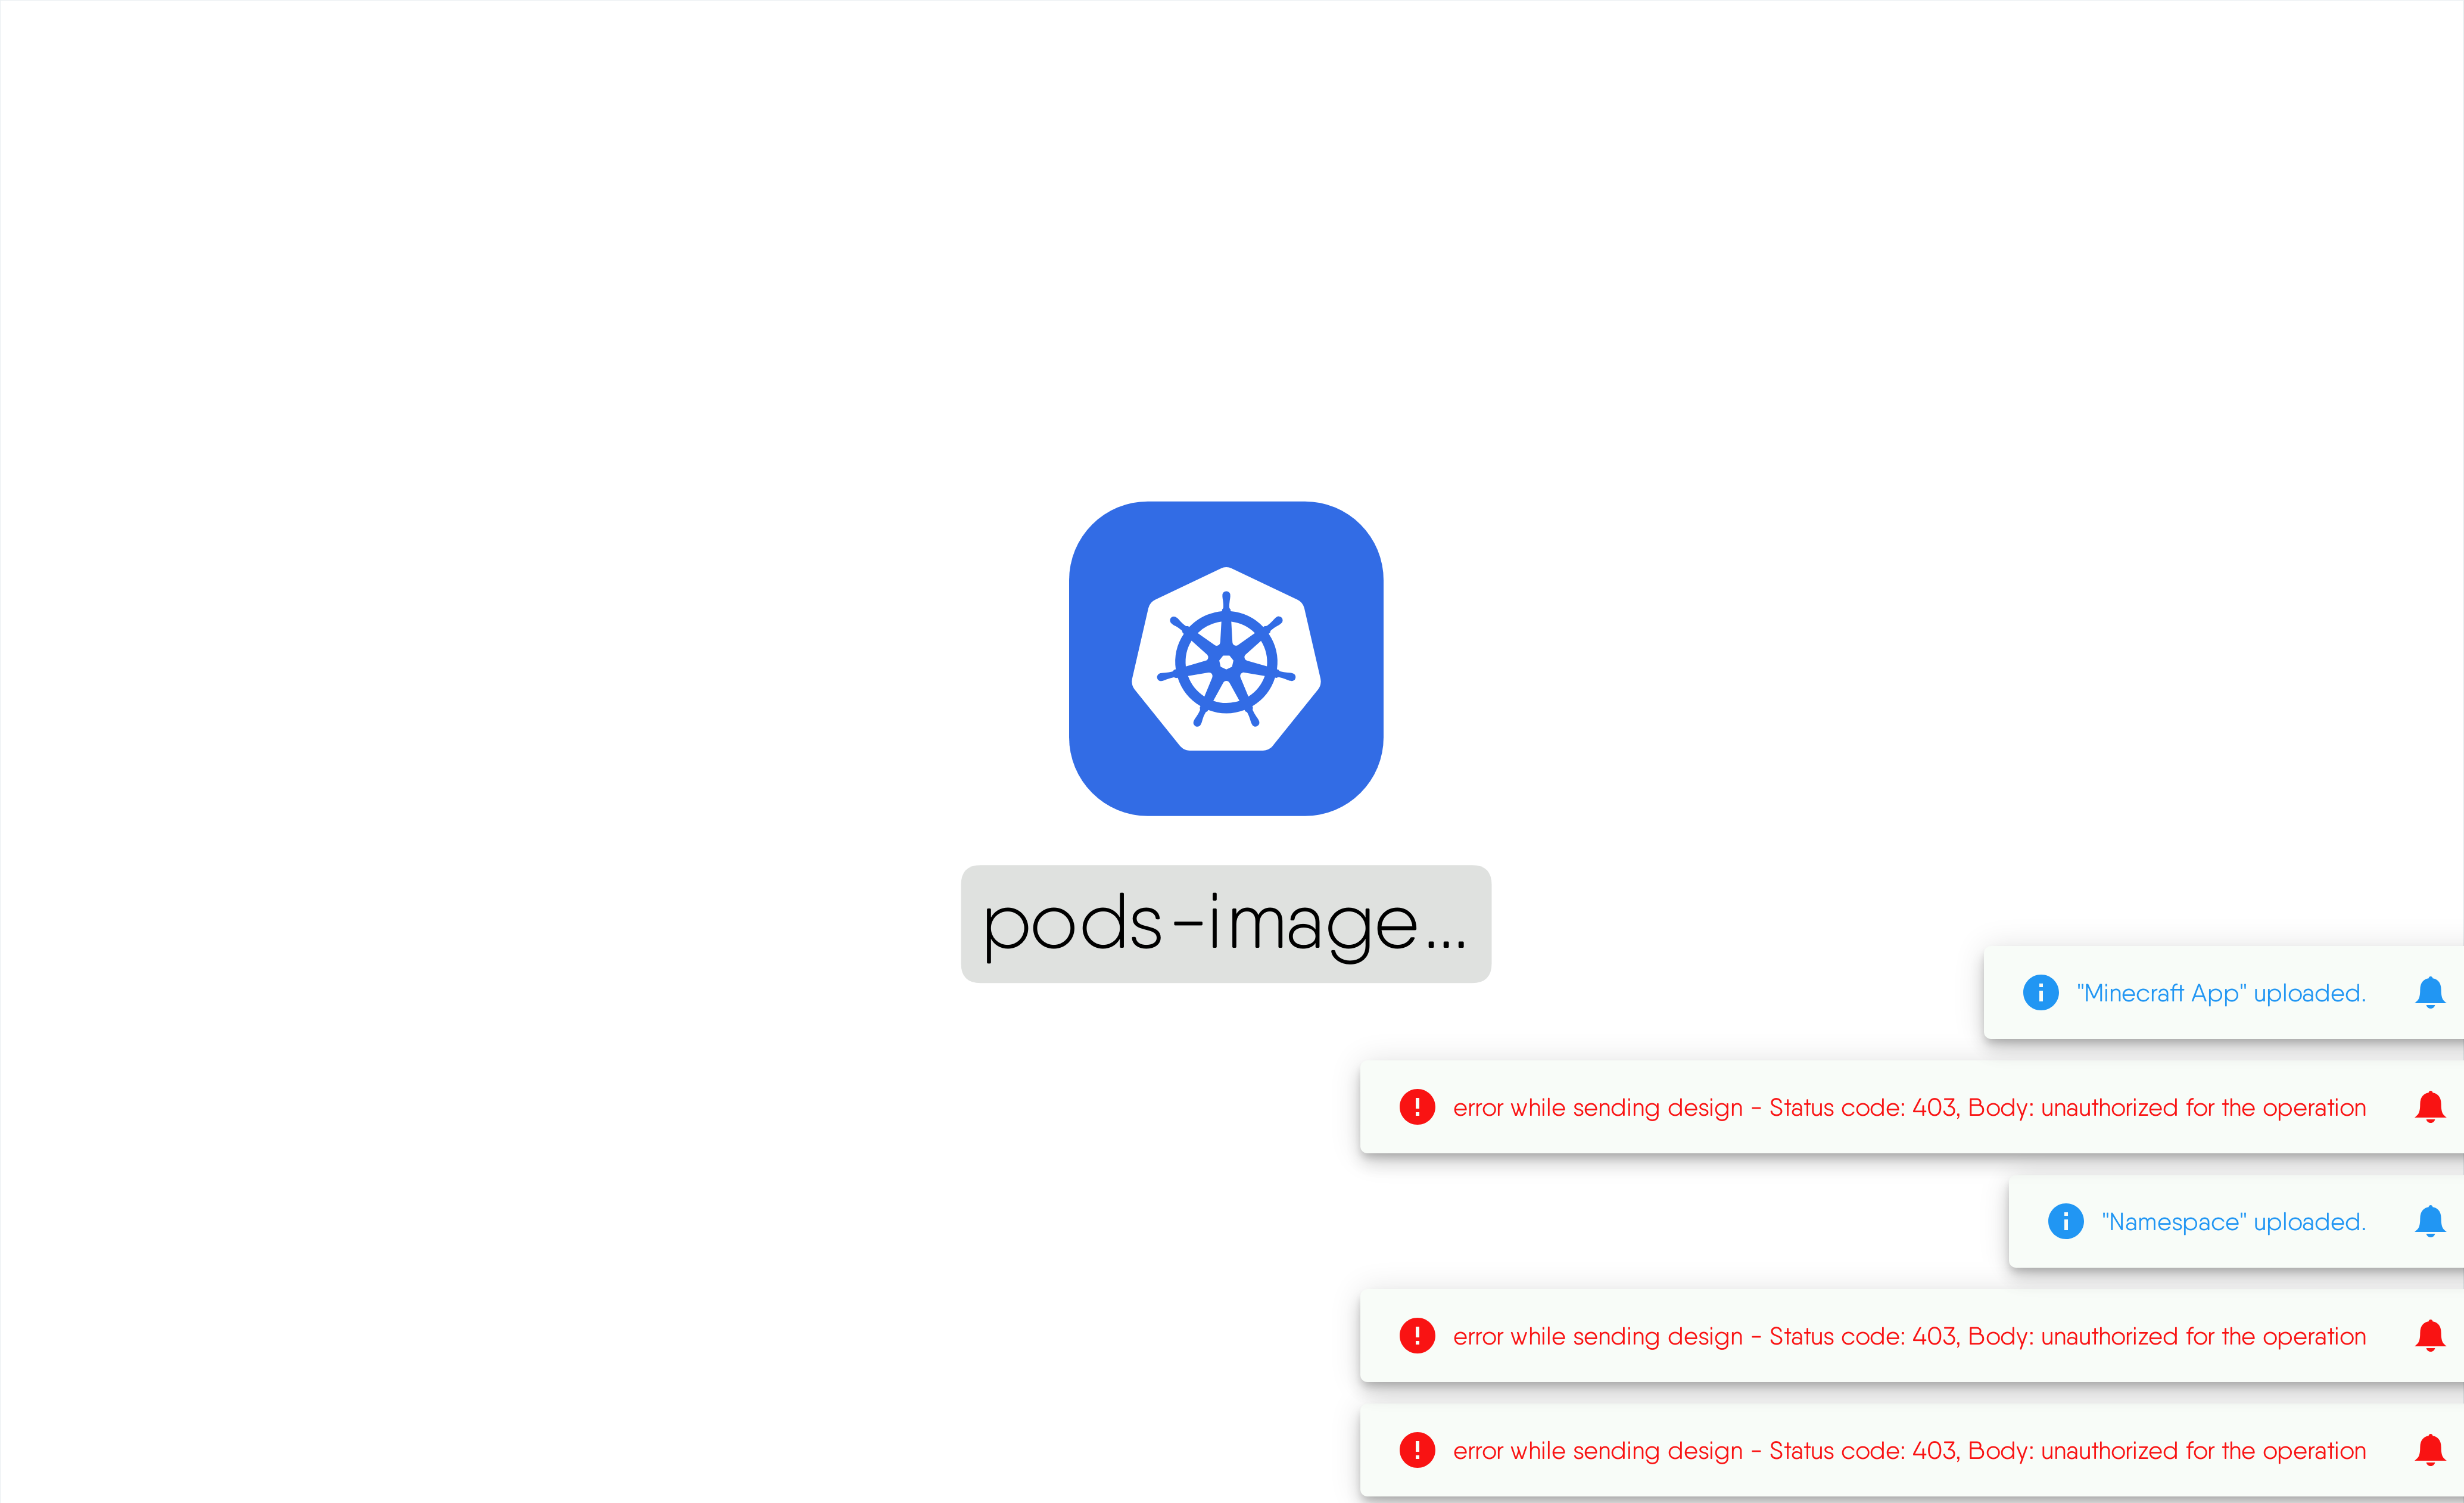 pods-image...
"Minecraft App" uploaded.
error while sending design - Status code: 403, Body: unauthorized for the operation
"Namespace" uploaded.
error while sending design - Status code: 403, Body: unauthorized for the operation
error while sending design - Status code: 403, Body: unauthorized for the operation